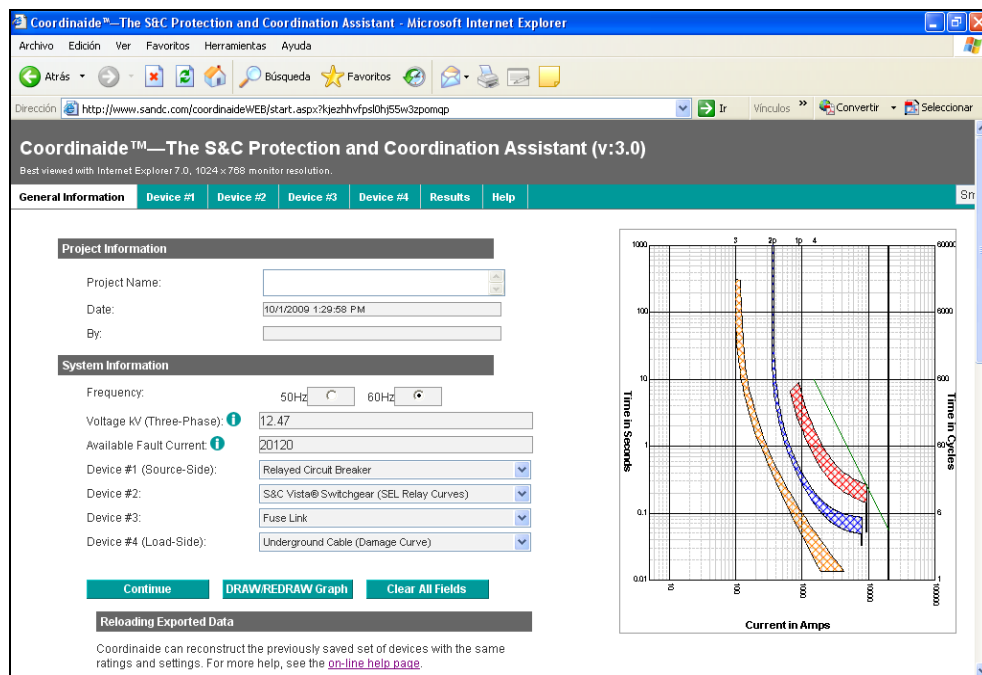 Coordinaide™—The S&C Protection and Coordination Assistant - Microsoft Internet Explorer
Archivo Edición Ver Favoritos Herramientas Ayuda
Atrás Búsqueda Favoritos
Dirección http://www.sandc.com/coordinaideWEB/start.aspx?kjezhhvfpsl0hj55w3zpomqp Ir Vínculos » Convertir Seleccionar
Coordinaide™—The S&C Protection and Coordination Assistant (v:3.0)
Best viewed with Internet Explorer 7.0, 1024 x 768 monitor resolution.
General Information Device #1 Device #2 Device #3 Device #4 Results Help Sm
Project Information
Project Name:
Date: 10/1/2009 1:29:58 PM
By:
System Information
Frequency: 50Hz 60Hz
Voltage kV (Three-Phase): 12.47
Available Fault Current: 20120
Device #1 (Source-Side): Relayed Circuit Breaker
Device #2: S&C Vista® Switchgear (SEL Relay Curves)
Device #3: Fuse Link
Device #4 (Load-Side): Underground Cable (Damage Curve)
Continue DRAW/REDRAW Graph Clear All Fields
Reloading Exported Data
Coordinaide can reconstruct the previously saved set of devices with the same
ratings and settings. For more help, see the on-line help page.
3 2p 1p 4
1000 60000
100 6000
10 600
1 60
0.1 6
0.01 1
Time in Seconds
Time in Cycles
10 100 1000 10000 100000
Current in Amps